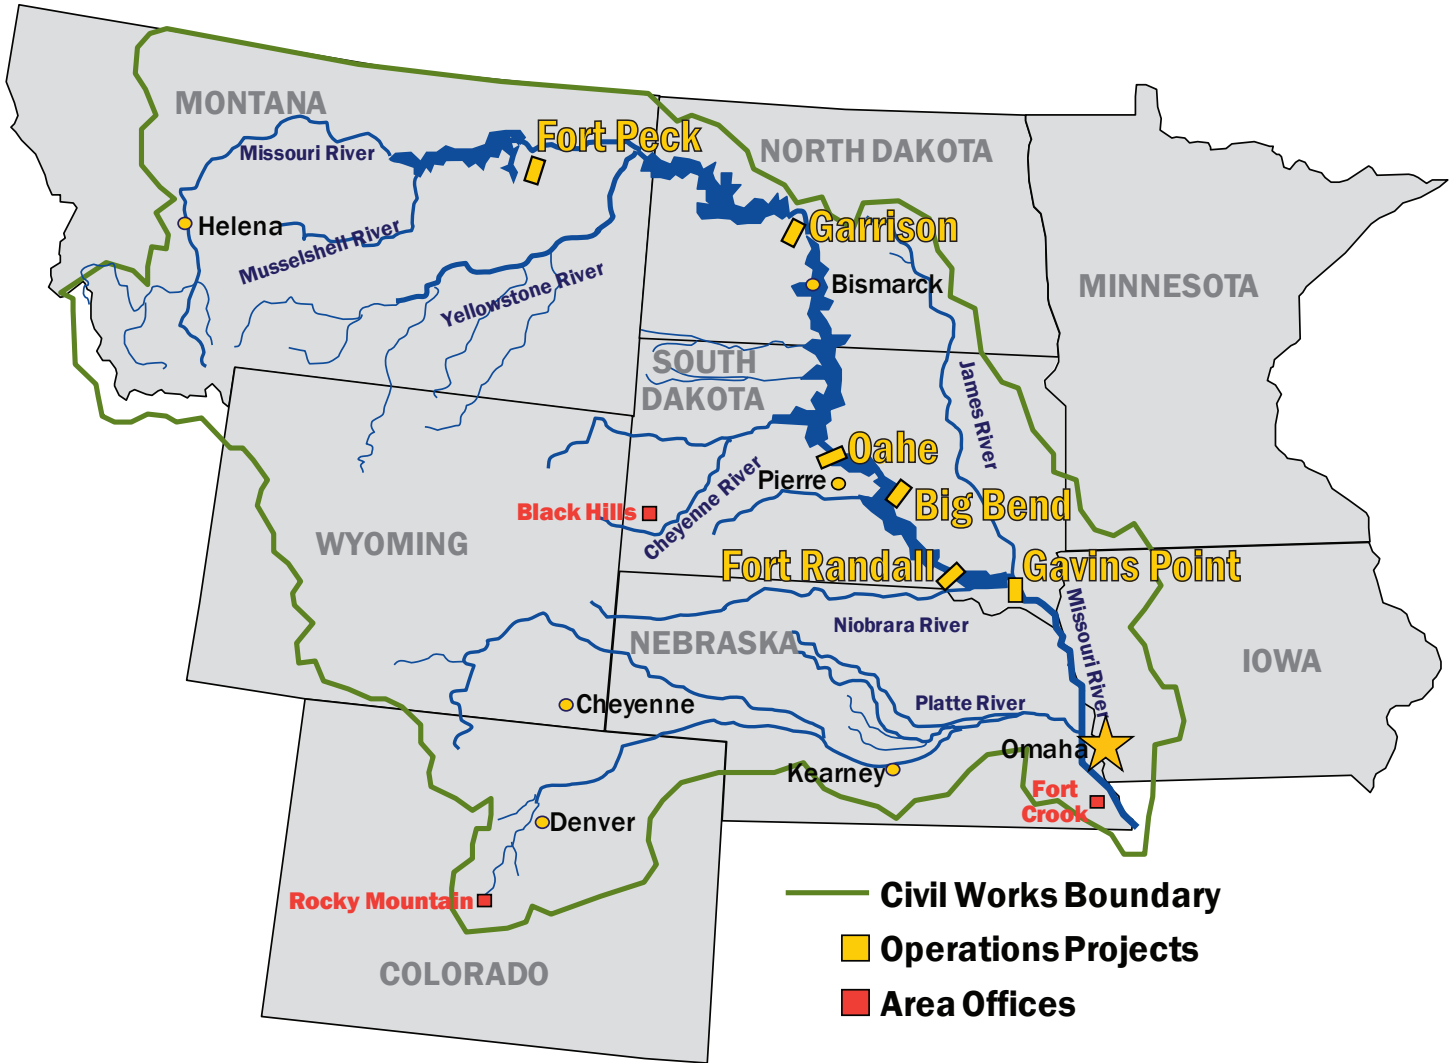 MONTANA
Fort Peck
Missouri River
NORTH DAKOTA
Helena
Garrison
Musselshell River
Yellowstone River
Bismarck
MINNESOTA
SOUTH
DAKOTA
James River
Oahe
Pierre
Cheyenne River
Big Bend
Black Hills
WYOMING
Fort Randall
Gavins Point
Missouri River
Niobrara River
NEBRASKA
IOWA
Cheyenne
Platte River
Omaha
Kearney
Fort
Crook
Denver
Rocky Mountain
Civil Works Boundary
Operations Projects
COLORADO
Area Offices